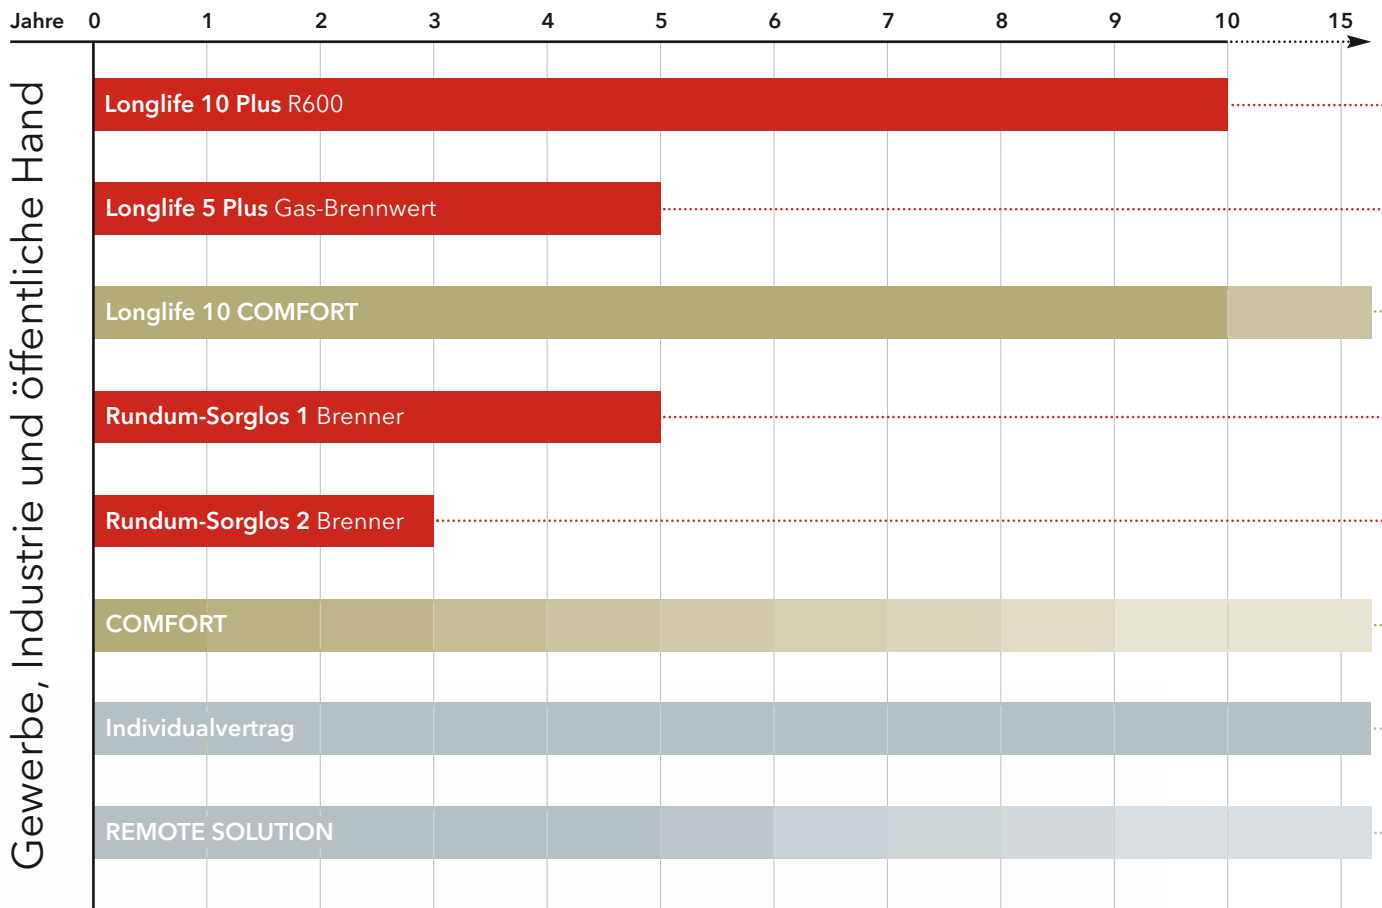 Jahre 0 1 2 3 4 5 6 7 8 9 10 15
Gewerbe, Industrie und öffentliche Hand
Longlife 10 Plus R600
Longlife 5 Plus Gas-Brennwert
Longlife 10 COMFORT
Rundum-Sorglos 1 Brenner
Rundum-Sorglos 2 Brenner
COMFORT
Individualvertrag
REMOTE SOLUTION